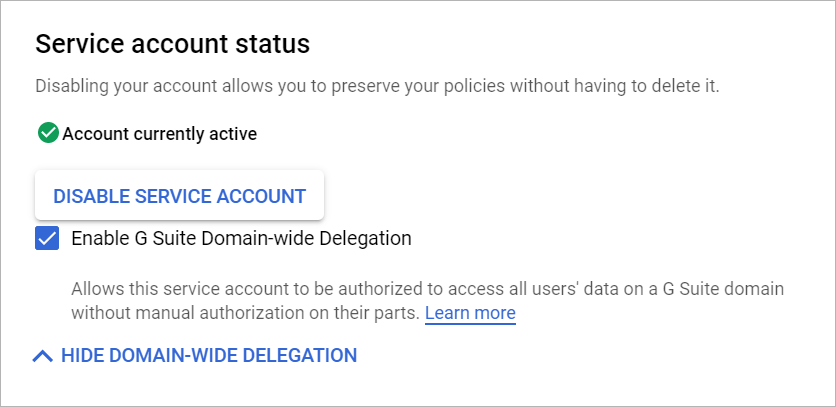 Service account status
Disabling your account allows you to preserve your policies without having to delete it.
Account currently active
DISABLE SERVICE ACCOUNT
Enable G Suite Domain-wide Delegation
Allows this service account to be authorized to access all users' data on a G Suite domain
without manual authorization on their parts. Learn more
HIDE DOMAIN-WIDE DELEGATION